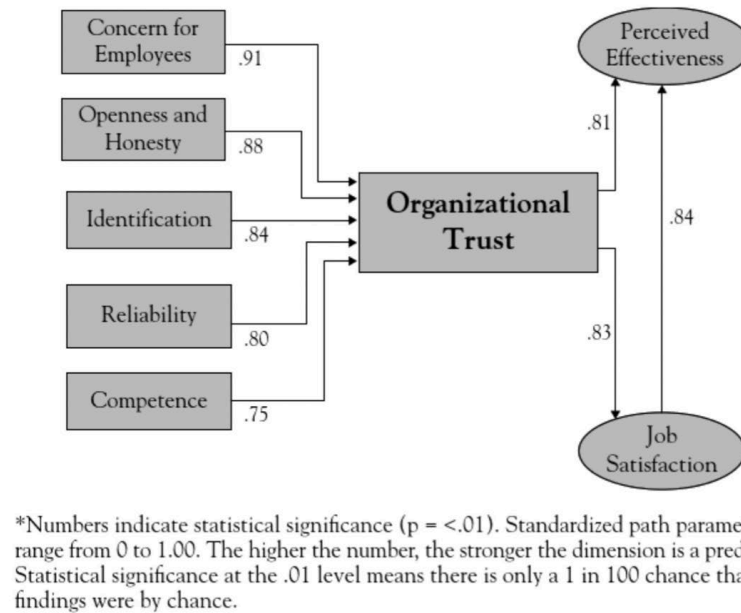 Concern for
Employees
.91
Openness and
Honesty
.88
Identification
.84
Reliability
.80
Competence
.75
Organizational
Trust
Perceived
Effectiveness
.81
.84
.83
Job
Satisfaction
*Numbers indicate statistical significance (p = <.01). Standardized path parame
range from 0 to 1.00. The higher the number, the stronger the dimension is a pred
Statistical significance at the .01 level means there is only a 1 in 100 chance tha
findings were by chance.